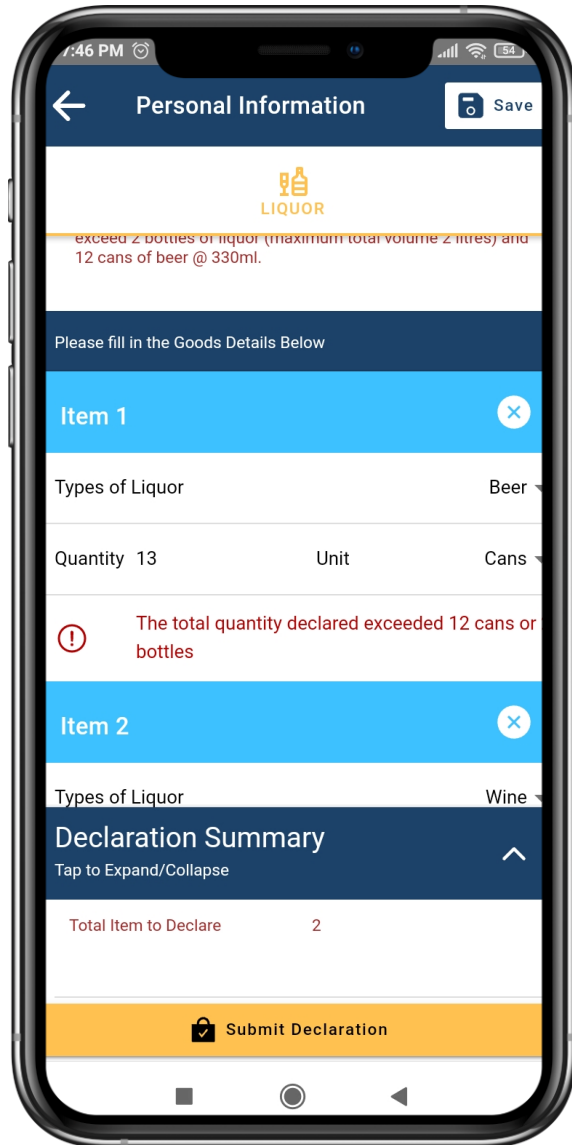 7:46 PM 54
Personal Information Save
LIQUOR
exceed 2 bottles of liquor (maximum total volume 2 litres) and
12 cans of beer @ 330ml.
Please fill in the Goods Details Below
Item 1
Types of Liquor Beer
Quantity 13 Unit Cans
The total quantity declared exceeded 12 cans or
bottles
Item 2
Types of Liquor Wine
Declaration Summary
Tap to Expand/Collapse
Total Item to Declare 2
Submit Declaration